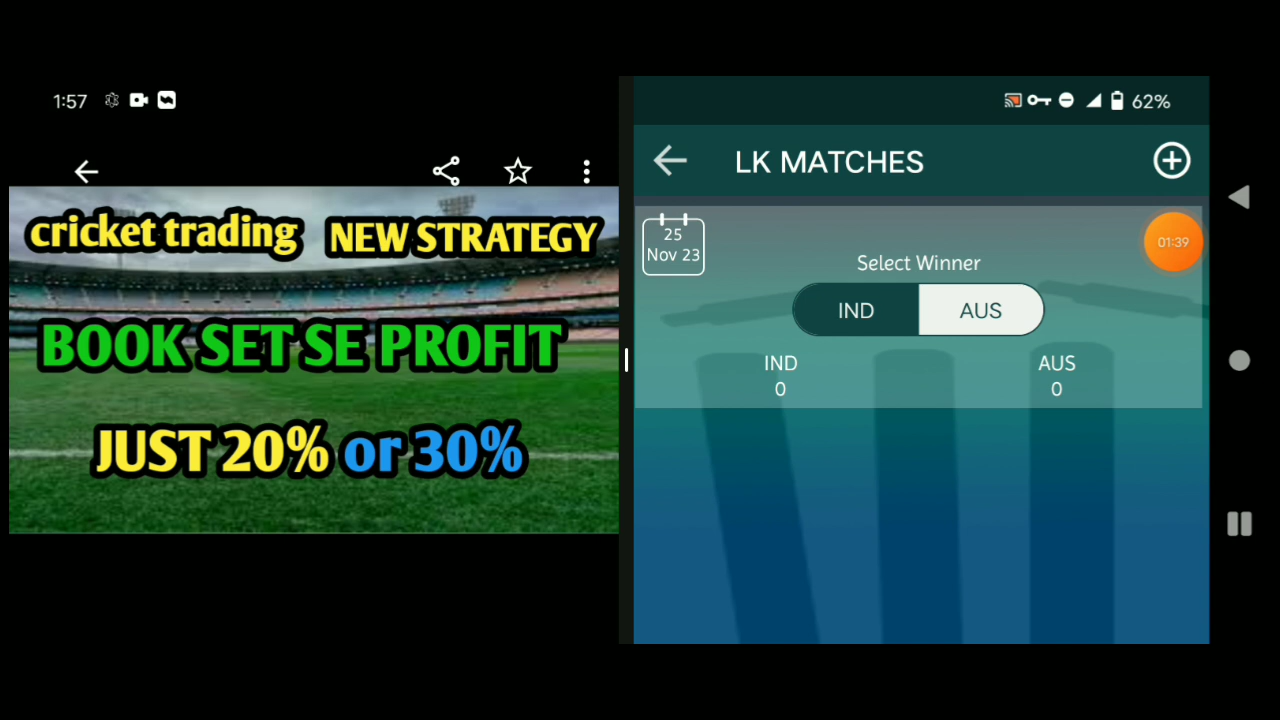 1:57
62%
LK MATCHES
cricket trading NEW STRATEGY
BOOK SET SE PROFIT
JUST 20% or 30%
25
Nov 23
01:39
Select Winner
IND AUS
IND AUS
0 0